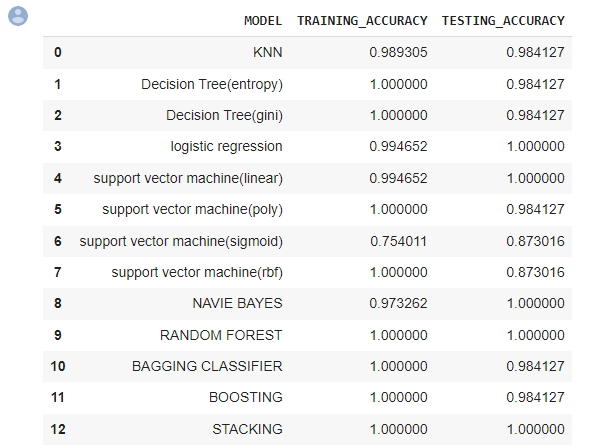 MODEL TRAINING_ACCURACY TESTING_ACCURACY
0 KNN 0.989305 0.984127
1 Decision Tree(entropy) 1.000000 0.984127
2 Decision Tree(gini) 1.000000 0.984127
3 logistic regression 0.994652 1.000000
4 support vector machine(linear) 0.994652 1.000000
5 support vector machine(poly) 1.000000 0.984127
6 support vector machine(sigmoid) 0.754011 0.873016
7 support vector machine(rbf) 1.000000 0.873016
8 NAVIE BAYES 0.973262 1.000000
9 RANDOM FOREST 1.000000 1.000000
10 BAGGING CLASSIFIER 1.000000 0.984127
11 BOOSTING 1.000000 0.984127
12 STACKING 1.000000 1.000000